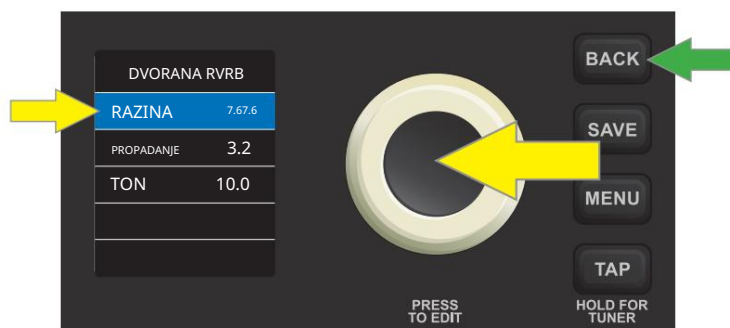 DVORANA RVRB
RAZINA 7.67.6
PROPADANJE 3.2
TON 10.0
BACK
SAVE
MENU
TAP
PRESS
TO EDIT
HOLD FOR
TUNER